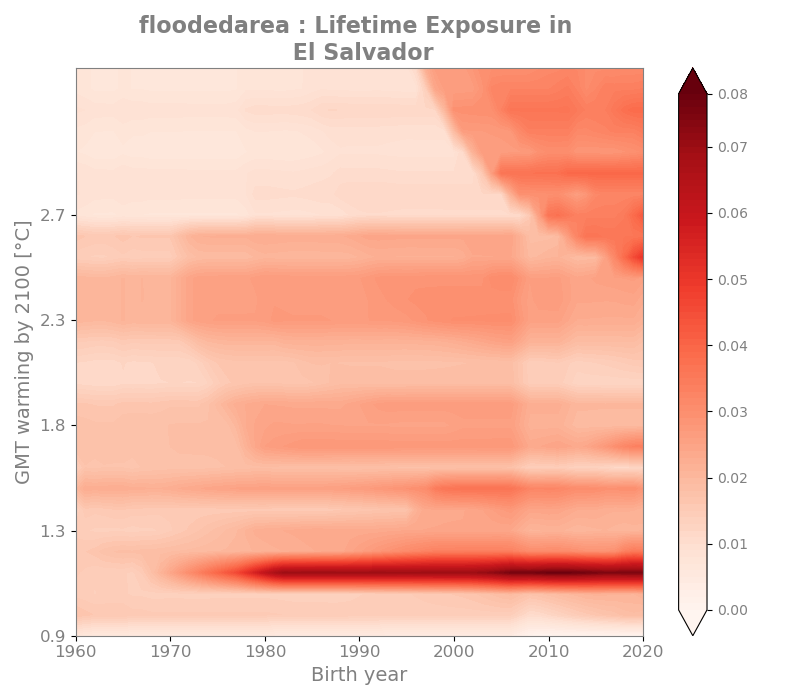 floodedarea : Lifetime Exposure in
El Salvador
GMT warming by 2100 [°C]
2.7
2.3
1.8
1.3
0.9
1960 1970 1980 1990 2000 2010 2020
Birth year
0.08
0.07
0.06
0.05
0.04
0.03
0.02
0.01
0.00